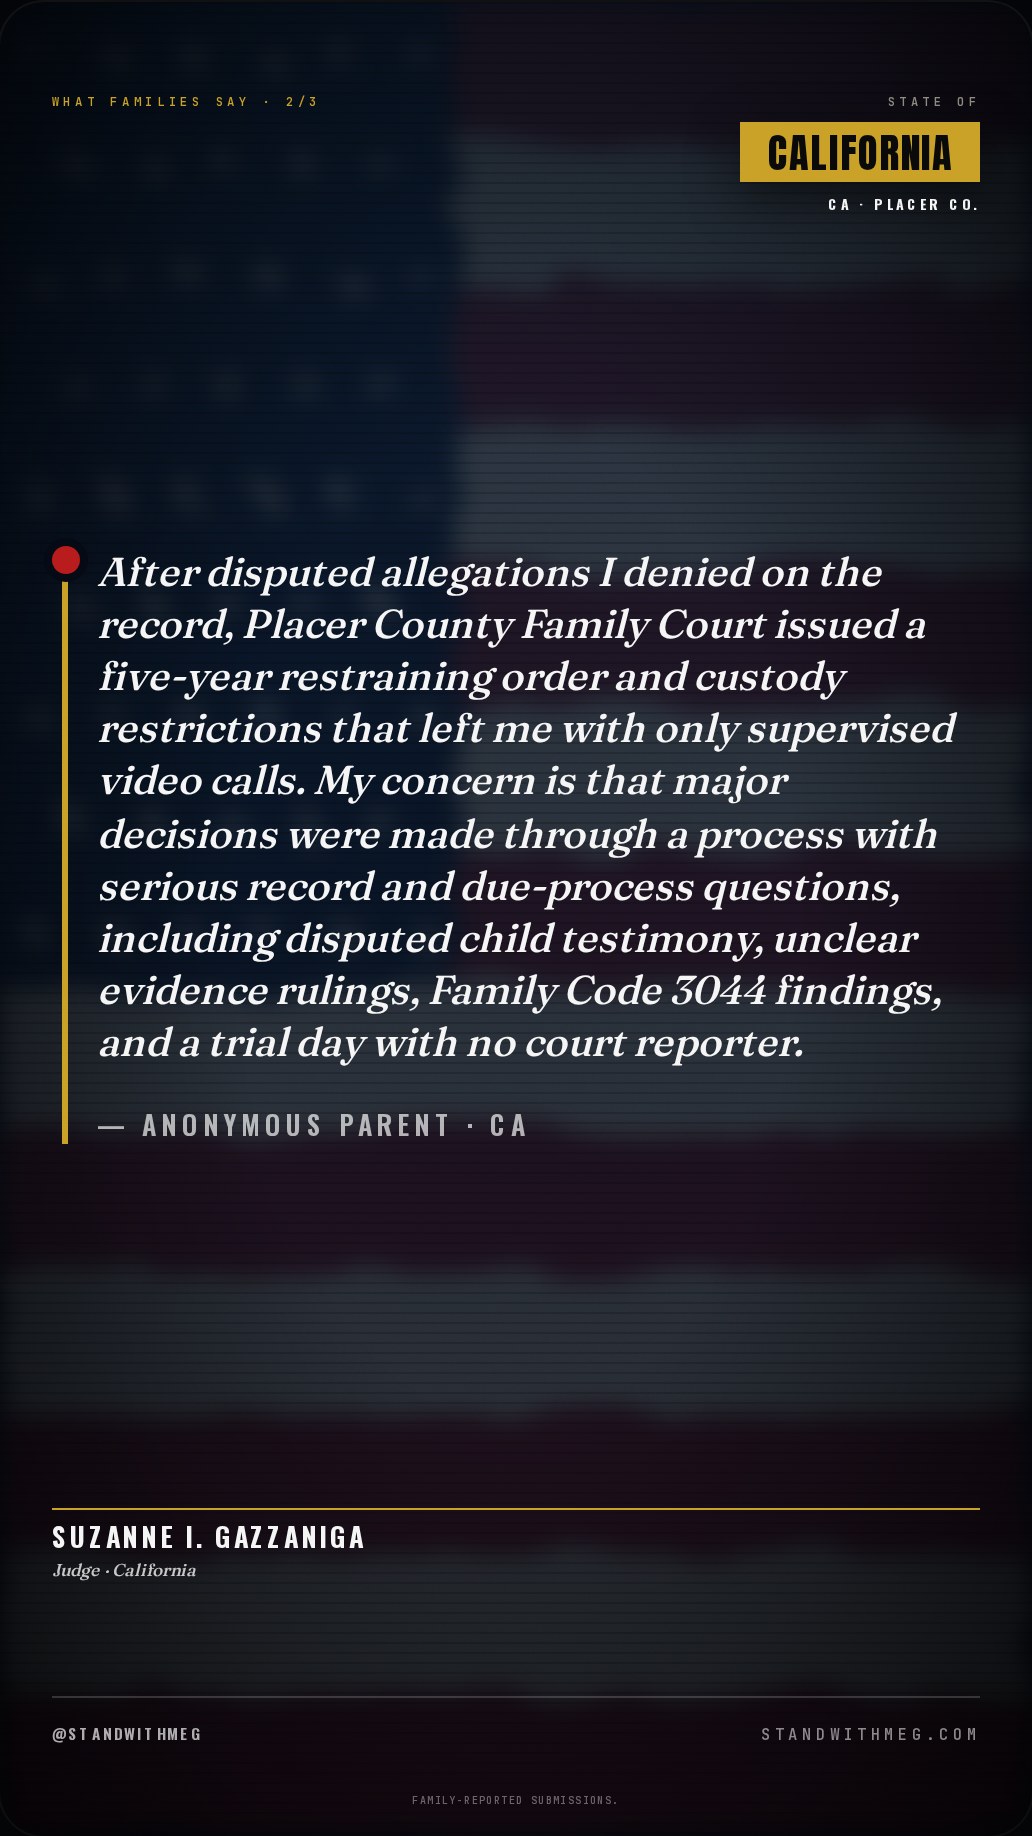 WHAT FAMILIES SAY · 2/3
STATE OF
CALIFORNIA
CA · PLACER CO.
After disputed allegations I denied on the
record, Placer County Family Court issued a
five-year restraining order and custody
restrictions that left me with only supervised
video calls. My concern is that major
decisions were made through a process with
serious record and due-process questions,
including disputed child testimony, unclear
evidence rulings, Family Code 3044 findings,
and a trial day with no court reporter.
— ANONYMOUS PARENT · CA
SUZANNE I. GAZZANIGA
Judge · California
@STANDWITHMEG
STANDWITHMEG.COM
FAMILY-REPORTED SUBMISSIONS.